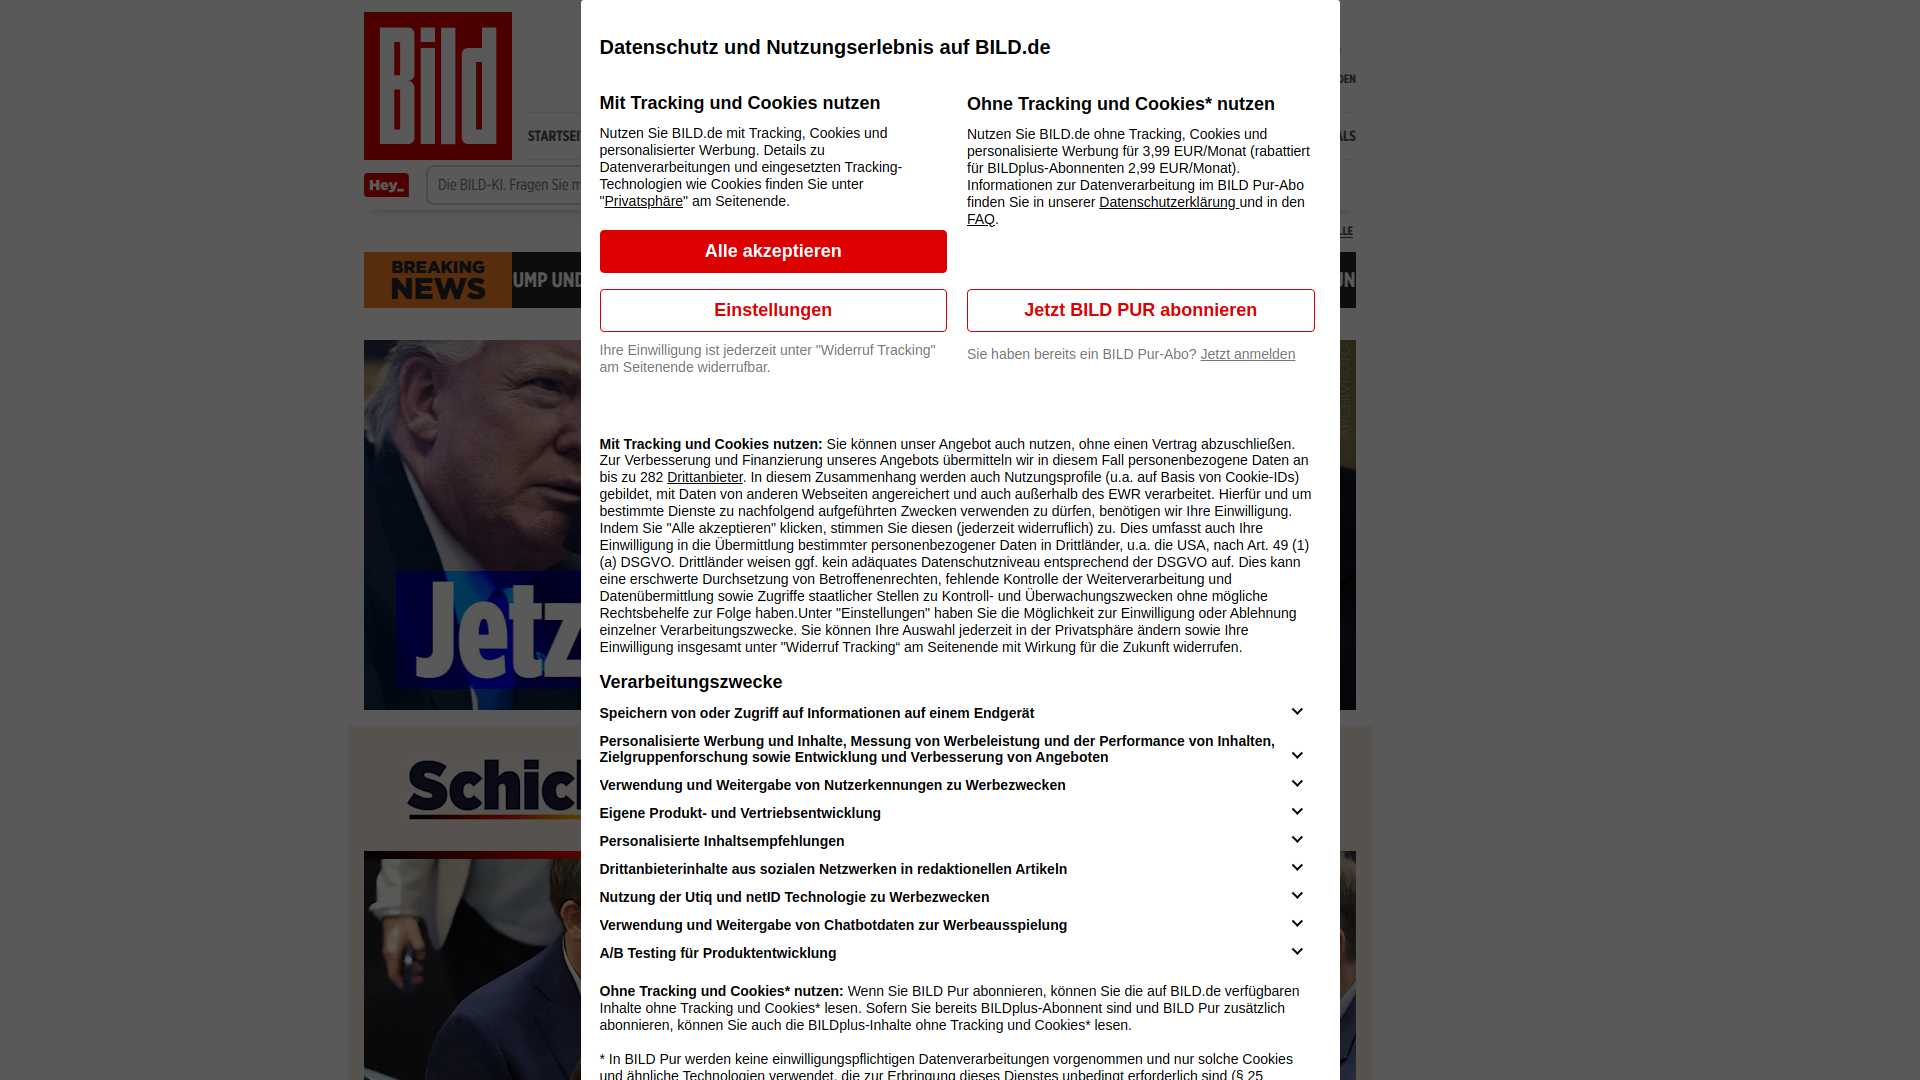 Bild
STARTSEI
Hey_
Die BILD-KI. Fragen Sie m
BREAKING
NEWS
UMP UND
Jetz
Schick
DEN
ALS
LLE
UN
Datenschutz und Nutzungserlebnis auf BILD.de
Mit Tracking und Cookies nutzen
Nutzen Sie BILD.de mit Tracking, Cookies und
personalisierter Werbung. Details zu
Datenverarbeitungen und eingesetzten Tracking-
Technologien wie Cookies finden Sie unter
"Privatsphäre" am Seitenende.
Alle akzeptieren
Einstellungen
Ihre Einwilligung ist jederzeit unter "Widerruf Tracking"
am Seitenende widerrufbar.
Ohne Tracking und Cookies* nutzen
Nutzen Sie BILD.de ohne Tracking, Cookies und
personalisierte Werbung für 3,99 EUR/Monat (rabattiert
für BILDplus-Abonnenten 2,99 EUR/Monat).
Informationen zur Datenverarbeitung im BILD Pur-Abo
finden Sie in unserer Datenschutzerklärung und in den
FAQ.
Jetzt BILD PUR abonnieren
Sie haben bereits ein BILD Pur-Abo? Jetzt anmelden
Mit Tracking und Cookies nutzen: Sie können unser Angebot auch nutzen, ohne einen Vertrag abzuschließen.
Zur Verbesserung und Finanzierung unseres Angebots übermitteln wir in diesem Fall personenbezogene Daten an
bis zu 282 Drittanbieter. In diesem Zusammenhang werden auch Nutzungsprofile (u.a. auf Basis von Cookie-IDs)
gebildet, mit Daten von anderen Webseiten angereichert und auch außerhalb des EWR verarbeitet. Hierfür und um
bestimmte Dienste zu nachfolgend aufgeführten Zwecken verwenden zu dürfen, benötigen wir Ihre Einwilligung.
Indem Sie "Alle akzeptieren" klicken, stimmen Sie diesen (jederzeit widerruflich) zu. Dies umfasst auch Ihre
Einwilligung in die Übermittlung bestimmter personenbezogener Daten in Drittländer, u.a. die USA, nach Art. 49 (1)
(a) DSGVO. Drittländer weisen ggf. kein adäquates Datenschutzniveau entsprechend der DSGVO auf. Dies kann
eine erschwerte Durchsetzung von Betroffenenrechten, fehlende Kontrolle der Weiterverarbeitung und
Datenübermittlung sowie Zugriffe staatlicher Stellen zu Kontroll- und Überwachungszwecken ohne mögliche
Rechtsbehelfe zur Folge haben.Unter "Einstellungen" haben Sie die Möglichkeit zur Einwilligung oder Ablehnung
einzelner Verarbeitungszwecke. Sie können Ihre Auswahl jederzeit in der Privatsphäre ändern sowie Ihre
Einwilligung insgesamt unter "Widerruf Tracking“ am Seitenende mit Wirkung für die Zukunft widerrufen.
Verarbeitungszwecke
Speichern von oder Zugriff auf Informationen auf einem Endgerät
Personalisierte Werbung und Inhalte, Messung von Werbeleistung und der Performance von Inhalten,
Zielgruppenforschung sowie Entwicklung und Verbesserung von Angeboten
Verwendung und Weitergabe von Nutzerkennungen zu Werbezwecken
Eigene Produkt- und Vertriebsentwicklung
Personalisierte Inhaltsempfehlungen
Drittanbieterinhalte aus sozialen Netzwerken in redaktionellen Artikeln
Nutzung der Utiq und netID Technologie zu Werbezwecken
Verwendung und Weitergabe von Chatbotdaten zur Werbeausspielung
A/B Testing für Produktentwicklung
Ohne Tracking und Cookies* nutzen: Wenn Sie BILD Pur abonnieren, können Sie die auf BILD.de verfügbaren
Inhalte ohne Tracking und Cookies* lesen. Sofern Sie bereits BILDplus-Abonnent sind und BILD Pur zusätzlich
abonnieren, können Sie auch die BILDplus-Inhalte ohne Tracking und Cookies* lesen.
* In BILD Pur werden keine einwilligungspflichtigen Datenverarbeitungen vorgenommen und nur solche Cookies
und ähnliche Technologien verwendet, die zur Erbringung dieses Dienstes unbedingt erforderlich sind (§ 25